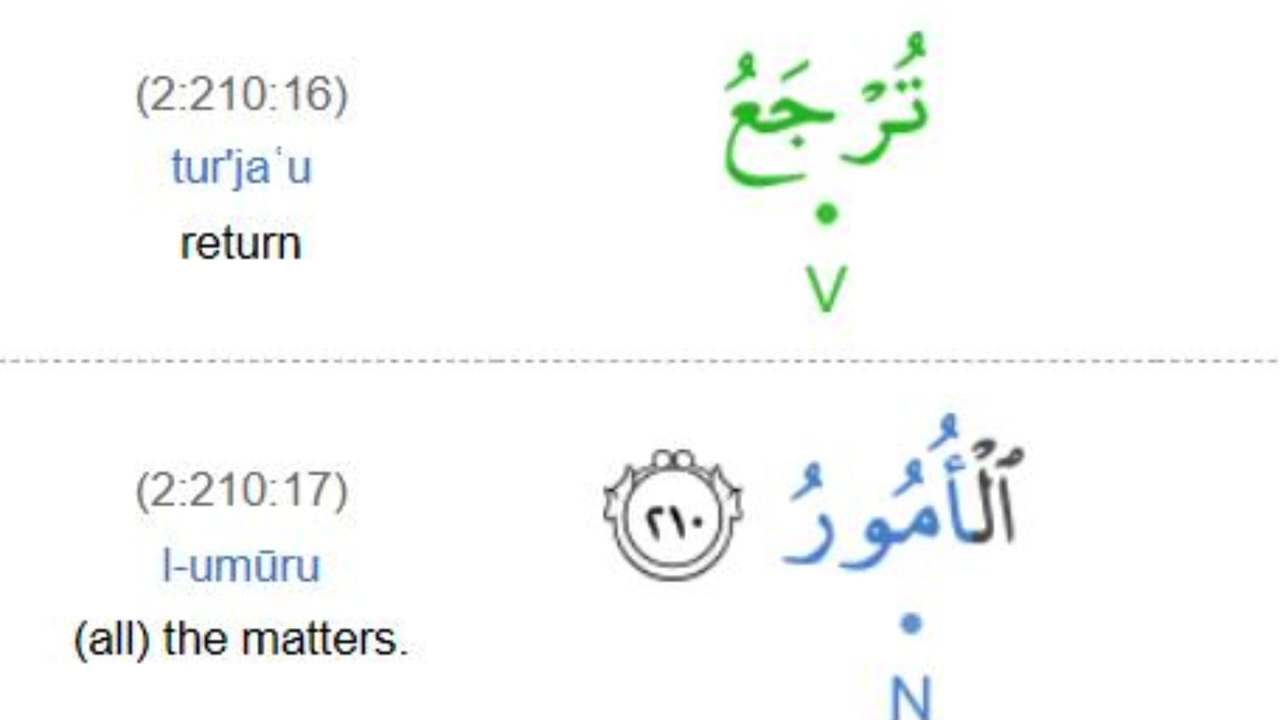 (2:210:16)
tur'jaʿu
return
تُرْجَعُ
V
(2:210:17)
l-umūru
(all) the matters.
ٱلْأُمُورُ ٢١٠
N